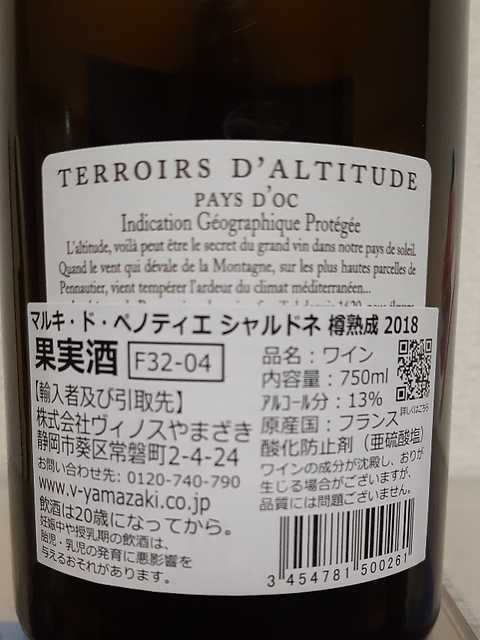 TERROIRS D'ALTITUDE
PAYS D'OC
Indication Géographique Protégée
L'altitude, voilà peut être le secret du grand vin dans notre pays de soleil.
Quand le vent qui dévale de la Montagne, sur les plus hautes parcelles de
Pennautier, vient tempérer l'ardeur du climat méditerranéen...
マルキ・ド・ペノティエ シャルドネ 樽熟成 2018
果実酒 F32-04
【輸入者及び引取先】
株式会社ヴィノスやまざき
静岡市葵区常磐町2-4-24
お問い合わせ先: 0120-740-790
www.v-yamazaki.co.jp
飲酒は20歳になってから。
妊娠中や授乳期の飲酒は、
胎児・乳児の発育に悪影響を
与えるおそれがあります。
品名：ワイン
内容量：750ml
ｱﾙｺｰﾙ分：13%
詳しくはこちら
原産国：フランス
酸化防止剤（亜硫酸塩）
ワインの成分が沈殿し、おりが
生じる場合がございますが、
品質には問題ございません。
3 454781 500261